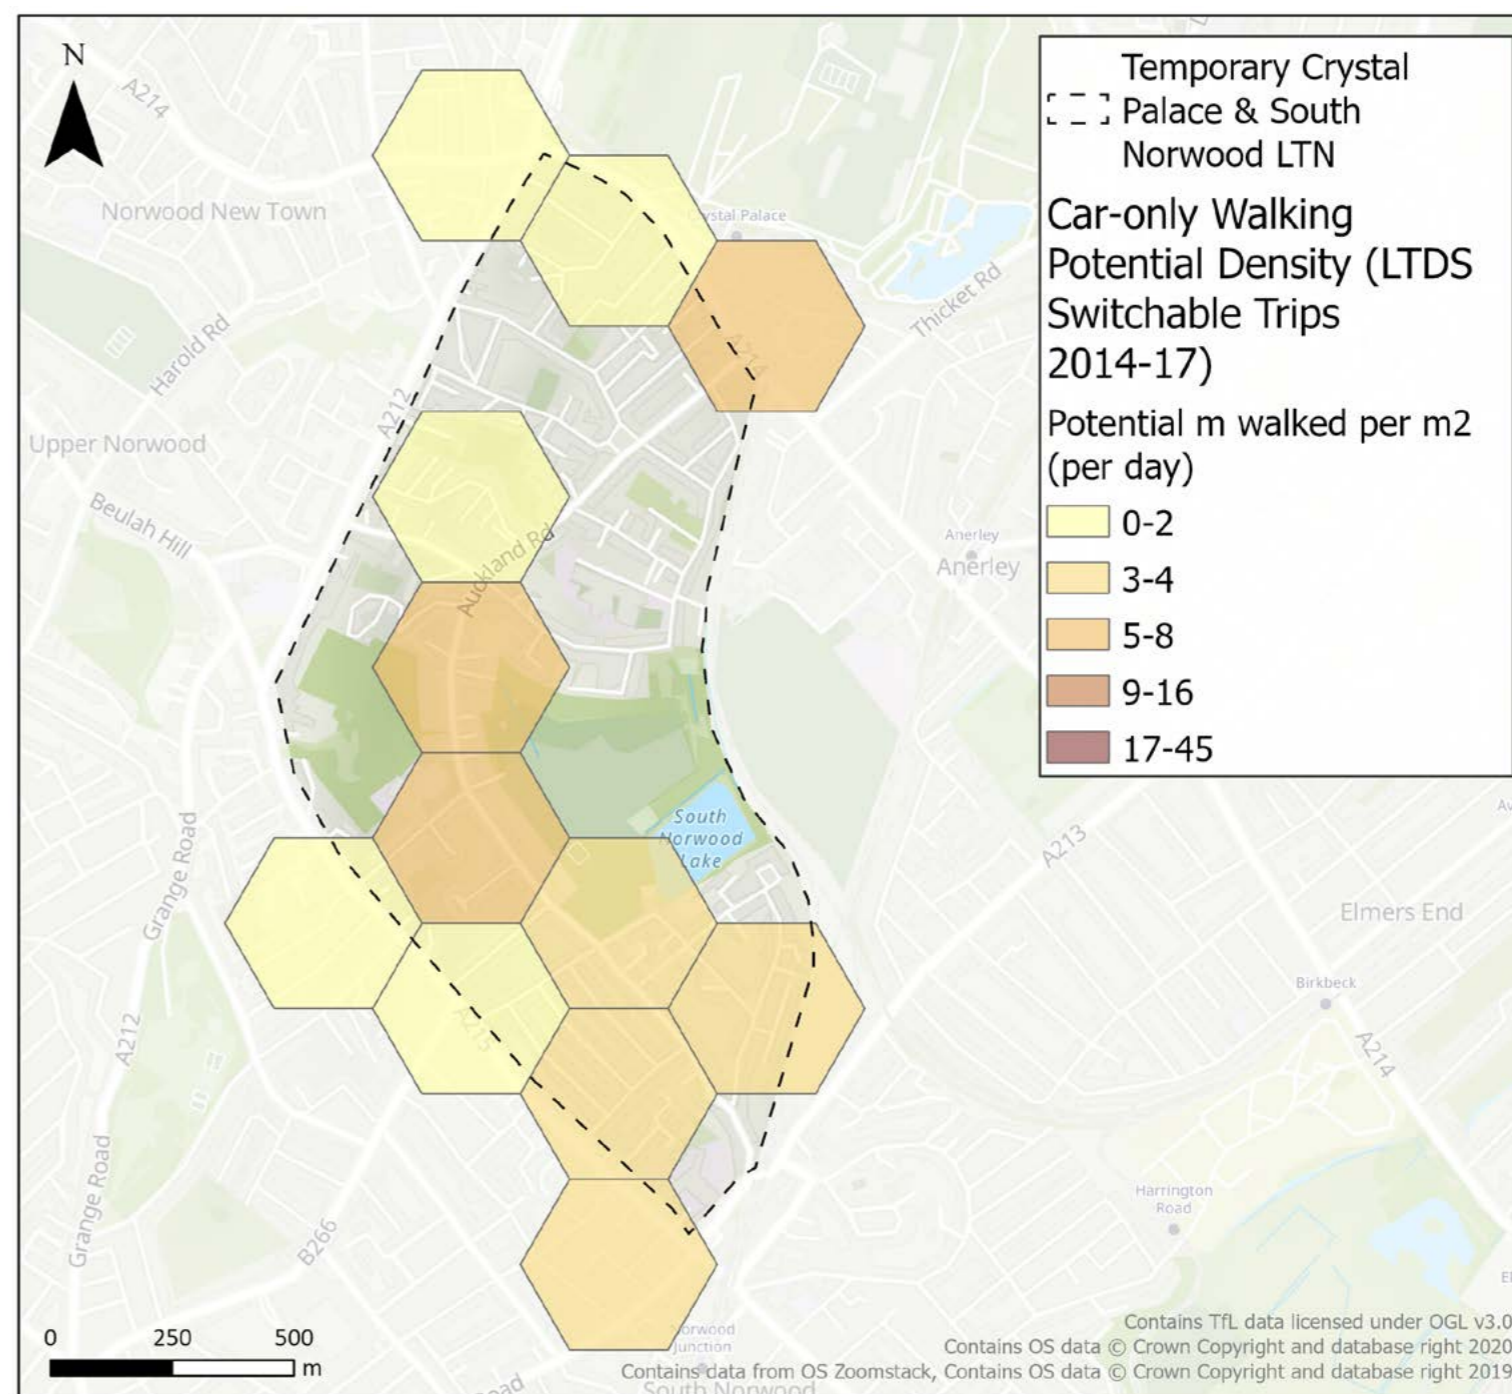 N
A214
Norwood New Town
Crystal Palace
Thicket Rd
Harold Rd
A214
A212
Upper Norwood
Beulah Hill
Auckland Rd
Anerley
Anerley
South
Norwood
Lake
A213
Grange Road
Elmers End
A215
Birkbeck
A212
A214
Grange Road
B266
Harrington
Road
Norwood
Junction
South Norwood
Road
0 250 500
m
Temporary Crystal
Palace & South
Norwood LTN
Car-only Walking
Potential Density (LTDS
Switchable Trips
2014-17)
Potential m walked per m2
(per day)
0-2
3-4
5-8
9-16
17-45
Contains TfL data licensed under OGL v3.0
Contains OS data © Crown Copyright and database right 2020
Contains data from OS Zoomstack, Contains OS data © Crown Copyright and database right 2019